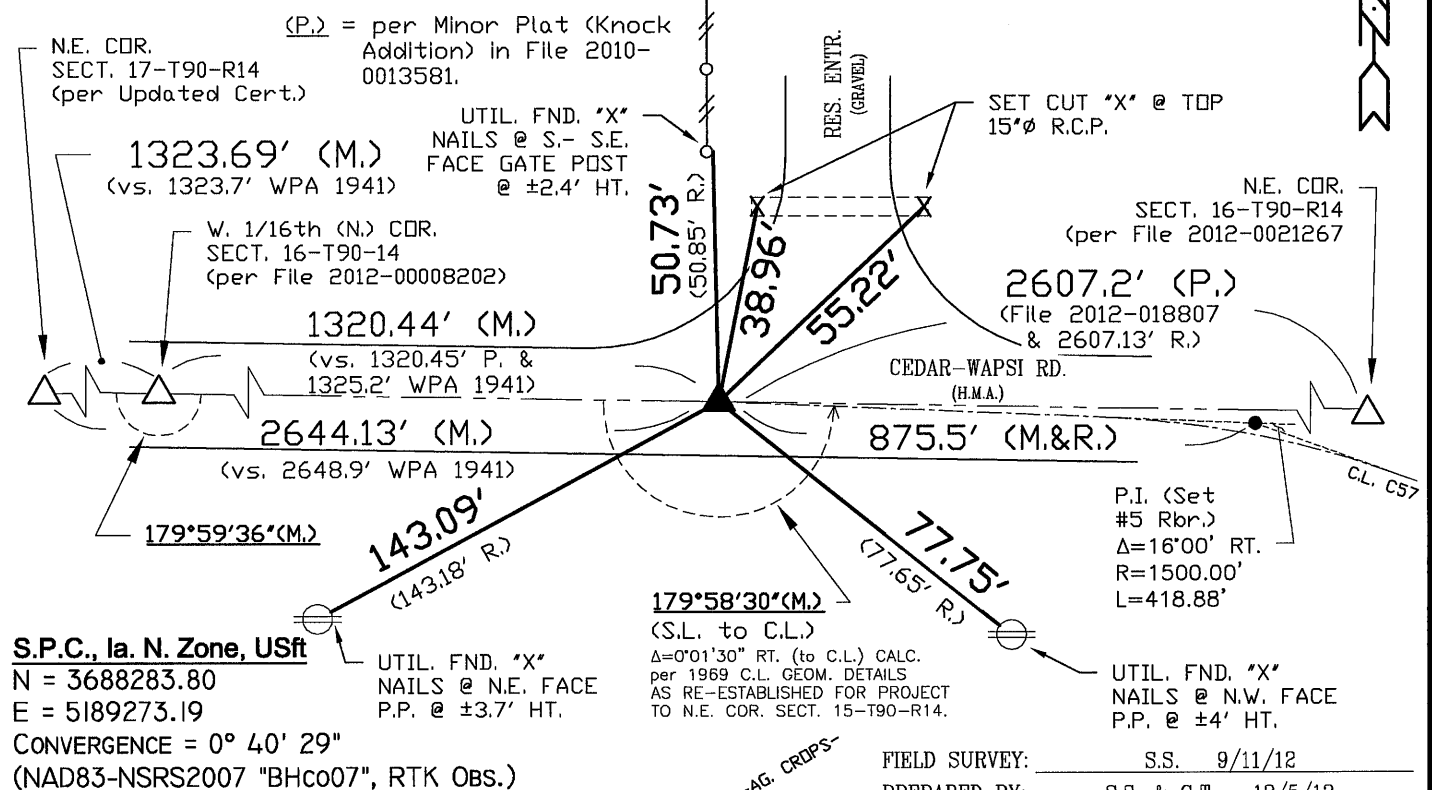 (P.) = per Minor Plat (Knock
Addition) in File 2010-
0013581.
N.E. COR.
SECT. 17-T90-R14
(per Updated Cert.)
1323.69' (M.)
(vs. 1323.7' WPA 1941)
UTIL. FND. "X"
NAILS @ S.- S.E.
FACE GATE POST
@ ±2.4' HT.
RES. ENTR.
(GRAVEL)
SET CUT "X" @ TOP
15"ø R.C.P.
X
X
N.E. COR.
SECT. 16-T90-R14
(per File 2012-0021267
W. 1/16th (N.) COR.
SECT. 16-T90-14
(per File 2012-00008202)
50.73'
(50.85' R.)
38.96'
55.22'
2607.2' (P.)
(File 2012-018807
& 2607.13' R.)
1320.44' (M.)
(vs. 1320.45' P. &
1325.2' WPA 1941)
CEDAR-WAPSI RD.
(H.M.A.)
2644.13' (M.)
(vs. 2648.9' WPA 1941)
875.5' (M.&R.)
C.L. C57
179°59'36"(M.)
143.09'
(143.18' R.)
77.75'
(77.65' R.)
P.I. (Set
#5 Rbr.)
Δ=16°00' RT.
R=1500.00'
L=418.88'
179°58'30"(M.)
(S.L. to C.L.)
Δ=0°01'30" RT. (to C.L.) CALC.
per 1969 C.L. GEOM. DETAILS
AS RE-ESTABLISHED FOR PROJECT
TO N.E. COR. SECT. 15-T90-R14.
S.P.C., Ia. N. Zone, USft
N = 3688283.80
E = 5189273.19
CONVERGENCE = 0° 40' 29"
(NAD83-NSRS2007 "BHco07", RTK OBS.)
UTIL. FND. "X"
NAILS @ N.E. FACE
P.P. @ ±3.7' HT.
UTIL. FND. "X"
NAILS @ N.W. FACE
P.P. @ ±4' HT.
AG. CROPS-
FIELD SURVEY: S.S. 9/11/12
PREPARED BY: S.S. & 12/5/12